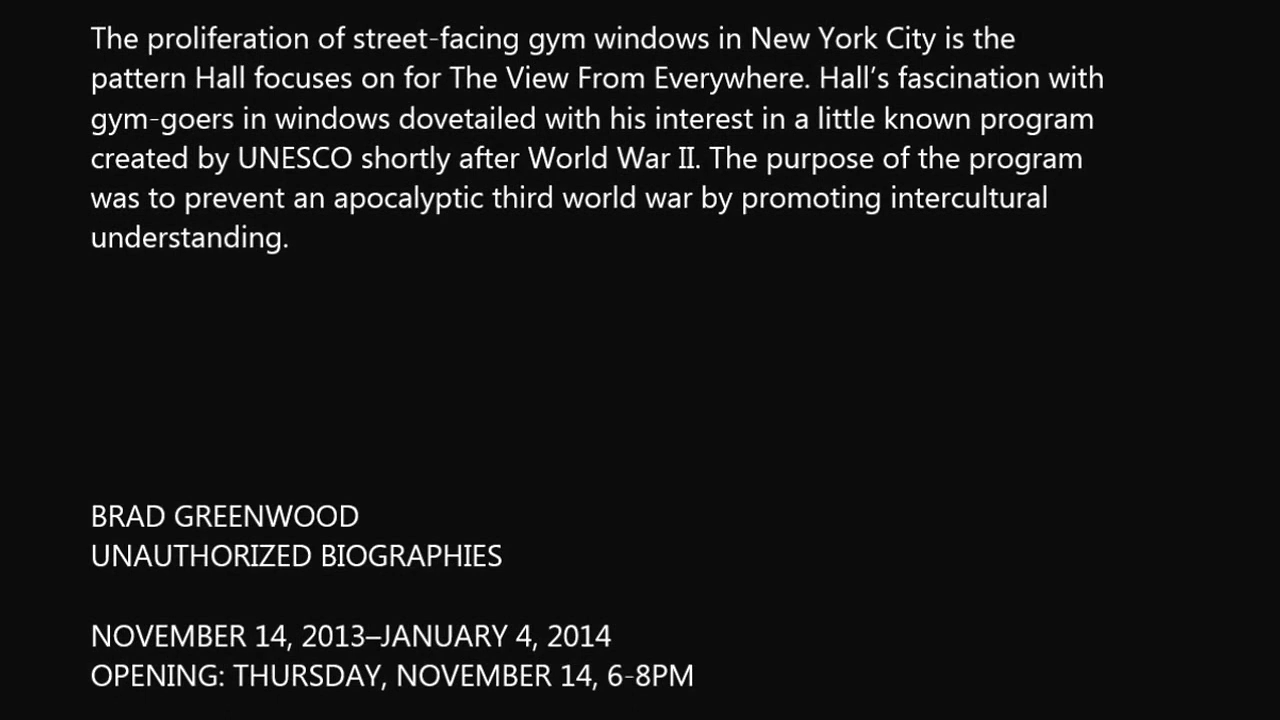 The proliferation of street-facing gym windows in New York City is the
pattern Hall focuses on for The View From Everywhere. Hall’s fascination with
gym-goers in windows dovetailed with his interest in a little known program
created by UNESCO shortly after World War II. The purpose of the program
was to prevent an apocalyptic third world war by promoting intercultural
understanding.
BRAD GREENWOOD
UNAUTHORIZED BIOGRAPHIES
NOVEMBER 14, 2013–JANUARY 4, 2014
OPENING: THURSDAY, NOVEMBER 14, 6-8PM